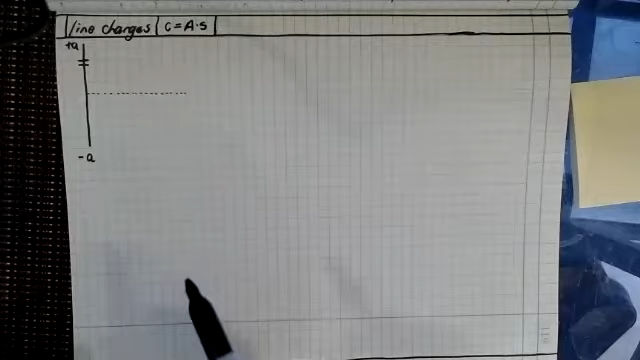 line charges C = A·s
+a
-a